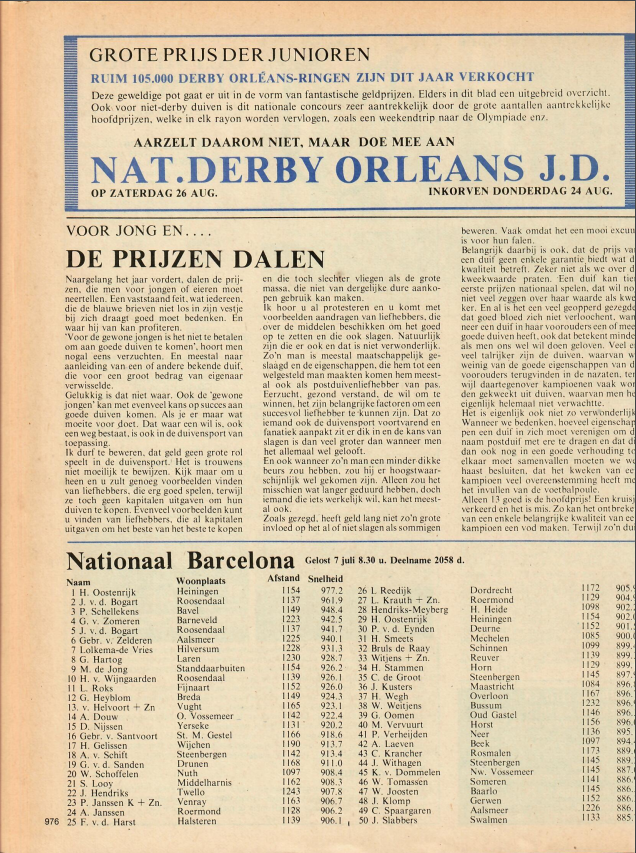 GROTE PRIJS DER JUNIOREN
RUIM 105.000 DERBY ORLÉANS-RINGEN ZIJN DIT JAAR VERKOCHT
Deze geweldige pot gaat er uit in de vorm van fantastische geldprijzen. Elders in dit blad een uitgebreid overzicht.
Ook voor niet-derby duiven is dit nationale concours zeer aantrekkelijk door de grote aantallen aantrekkelijke
hoofdprijzen, welke in elk rayon worden vervlogen, zoals een weekendtrip naar de Olympiade enz.
AARZELT DAAROM NIET, MAAR DOE MEE AAN
NAT. DERBY ORLEANS J.D.
OP ZATERDAG 26 AUG. INKORVEN DONDERDAG 24 AUG.
VOOR JONG EN....
DE PRIJZEN DALEN
Naargelang het jaar vordert, dalen de prij-
zen, die men voor jongen of eieren moet
neertellen. Een vaststaand feit, wat iedereen,
die de blauwe brieven niet los in zijn vestje
bij zich draagt goed moet bedenken. En
waar hij van kan profiteren.
'Voor de gewone jongen is het niet te betalen
om aan goede duiven te komen', hoort men
nogal eens verzuchten. En meestal naar
aanleiding van een of andere bekende duif,
die voor een groot bedrag van eigenaar
verwisselde.
Gelukkig is dat niet waar. Ook de 'gewone
jongen' kan met evenveel kans op succes aan
goede duiven komen. Als je er maar wat
moeite voor doet. Dat waar een wil is, ook
een weg bestaat, is ook in de duivensport van
toepassing.
Ik durf te beweren, dat geld geen grote rol
speelt in de duivensport. Het is trouwens
niet moeilijk te bewijzen. Kijk maar om u
heen en u zult genoeg voorbeelden vinden
van liefhebbers, die erg goed spelen, terwijl
ze toch geen kapitalen uitgaven om hun
duiven te kopen. Evenveel voorbeelden kunt
u vinden van liefhebbers, die al kapitalen
uitgaven om het beste van het beste te kopen
en die toch slechter vliegen als de grote
massa, die niet van dergelijke dure aanko-
pen gebruik kan maken.
Ik hoor u al protesteren en u komt met
voorbeelden aandragen van liefhebbers, die
over de middelen beschikken om het goed
op te zetten en die ook slagen. Natuurlijk
zijn die er ook en dat is niet verwonderlijk.
Zo'n man is meestal maatschappelijk ge-
slaagd en de eigenschappen, die hem tot een
welgesteld man maakten komen hem meest-
al ook als postduivenliefhebber van pas.
Eerzucht, gezond verstand, de wil om te
winnen, het zijn belangrijke factoren om een
succesvol liefhebber te kunnen zijn. Dat zo
iemand ook de duivensport voortvarend en
fanatiek aanpakt zit er dik in en de kans van
slagen is dan veel groter dan wanneer men
het allemaal wel gelooft.
En ook wanneer zo'n man een minder dikke
beurs zou hebben, zou hij er hoogstwaar-
schijnlijk wel gekomen zijn. Alleen zou het
misschien wat langer geduurd hebben, doch
iemand die iets werkelijk wil, kan het meest-
al ook.
Zoals gezegd, heeft geld lang niet zo'n grote
invloed op het al of niet slagen als sommigen
beweren. Vaak omdat het een mooi excuu
is voor hun falen.
Belangrijk daarbij is ook, dat de prijs va
een duif geen enkele garantie biedt wat d
kwaliteit betreft. Zeker niet als we over d
kweekwaarde praten. Een duif kan tie
eerste prijzen nationaal spelen, dat wil no
niet veel zeggen over haar waarde als kwe
ker. En al is het een veel geopperd gezegd
dat goed bloed zich niet verloochent, wan
neer een duif in haar voorouders een of mee
goede duiven heeft, ook dat betekent minde
als men ons wel wil doen geloven. Veel e
veel talrijker zijn de duiven, waarvan w
weinig van de goede eigenschappen van d
voorouders terugvinden in de nazaten, ter
wijl daartegenover kampioenen vaak wor
den gekweekt uit duiven, waarvan men he
eigenlijk helemaal niet verwachtte.
Het is eigenlijk ook niet zo verwonderlijk
Wanneer we bedenken, hoeveel eigenschap
pen een duif in zich moet verenigen om d
naam postduif met ere te dragen en dat di
dan ook nog in een goede verhouding to
elkaar moet samenvallen moeten we wo
haast besluiten, dat het kweken van ee
kampioen veel overeenstemming heeft me
het invullen van de voetbalpoule.
Alleen 13 goed is de hoofdprijs! Een kruisj
verkeerd en het is mis. Zo kan het ontbreke
van een enkele belangrijke kwaliteit van ee
kampioen een vod maken. Terwijl zo'n dui
Nationaal Barcelona Gelost 7 juli 8.30 u. Deelname 2058 d.
Naam Woonplaats Afstand Snelheid
1 H. Oostenrijk Heiningen 1154 977.2
2 J. v. d. Bogart Roosendaal 1137 961,9
3 P. Schellekens Bavel 1149 948.4
4 G. v. Zomeren Barneveld 1223 942.5
5 J. v. d. Bogart Roosendaal 1137 941.7
6 Gebr. v. Zelderen Aalsmeer 1225 940.1
7 Lolkema-de Vries Hilversum 1228 931.3
8 G. Hartog Laren 1230 928.7
9 M. de Jong Standdaarbuiten 1154 926.2
10 H. v. Wijngaarden Roosendaal 1139 926.1
11 L. Roks Fijnaart 1152 926.0
12 G. Heyblom Breda 1149 924.3
13. v. Helvoort + Zn Vught 1165 923.1
14 A. Douw O. Vossemeer 1142 922.4
15 D. Nijssen Yerseke 1131 920.2
16 Gebr. v. Santvoort St. M. Gestel 1166 918.6
17 H. Gelissen Wijchen 1190 913.7
18 A. v. Schift Steenbergen 1142 913.4
19 G. v. d. Sanden Drunen 1168 911.0
20 W. Schoffelen Nuth 1097 908.4
21 S. Looy Middelharnis 1162 908.3
22 J. Hendriks Twello 1243 907.8
23 P. Janssen K + Zn. Venray 1163 906.7
24 A. Janssen Roermond 1128 906.2
25 F. v. d. Harst Halsteren 1139 906.1
26 L Reedijk Dordrecht 1172 905.
27 L. Krauth + Zn. Roermond 1129 904.
28 Hendriks-Meyberg H. Heide 1098 902.
29 H. Oostenrijk Heiningen 1154 902.
30 P. v. d. Eynden Deurne 1152 901.
31 H. Smeets Mechelen 1085 900.
32 Bruls de Raay Schinnen 1099 899.
33 Witjens + Zn. Reuver 1139 899.
34 H. Stammen Horn 1129 899.
35 C. de Groot Steenbergen 1145 897.
36 J. Kusters Maastricht 1084 896.
37 H. Wegh Overloon 1167 896.
38 W. Weitjens Bussum 1232 896.
39 G. Oomen Oud Gastel 1146 896.
40 M. Vervuurt Horst 1156 896.
41 P. Verheijden Neer 1136 895.
42 A. Laeven Beek 1097 894.
43 C. Krancher Rosmalen 1173 889.
44 J. Withagen Steenbergen 1145 889.
45 K. v. Dommelen Nw. Vossemeer 1145 887.
46 W. Tomassen Someren 1141 886.
47 W. Joosten Baarlo 1145 886.
48 J. Klomp Gerwen 1152 886.
49 C. Spaargaren Aalsmeer 1226 886.
50 J. Slabbers Swalmen 1133 885.
976